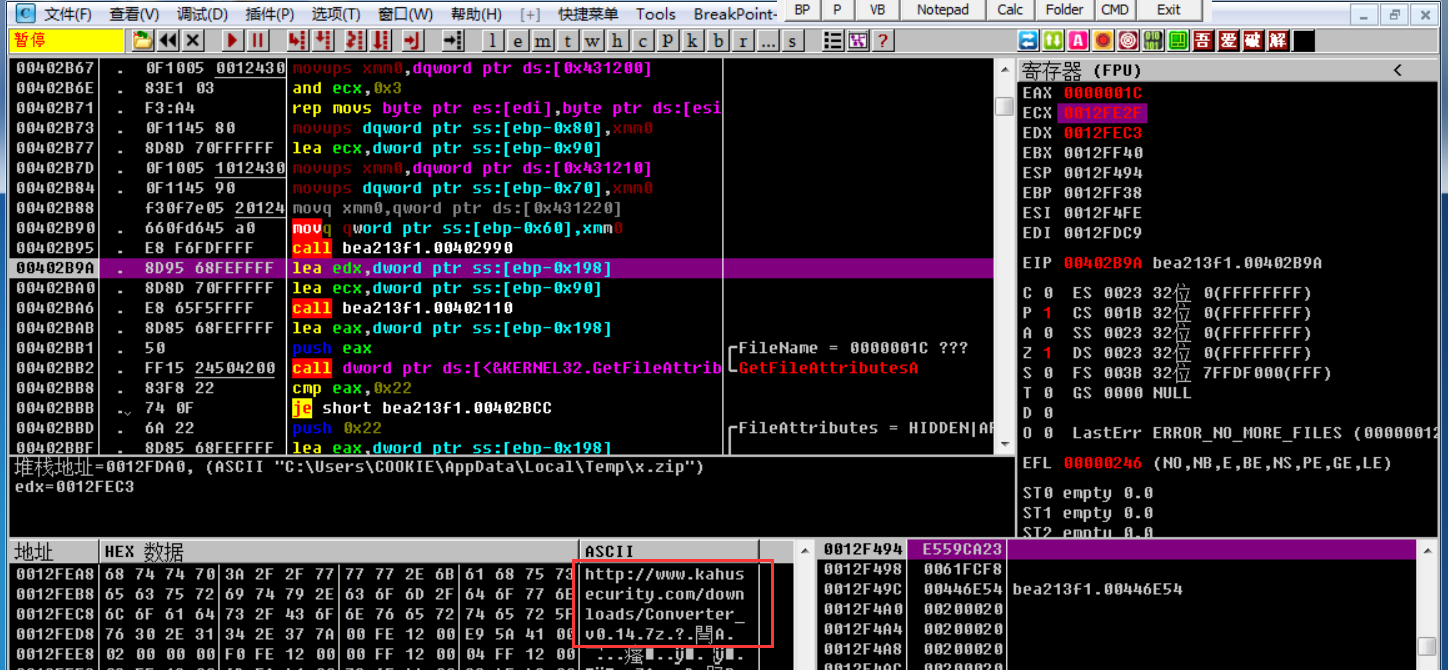 文件(F) 查看(V) 调试(D) 插件(P) 选项(T) 窗口(W) 帮助(H) [+] 快捷菜单 Tools BreakPoint- BP P VB Notepad Calc Folder CMD Exit
暂停 l e m t w h c P k b r ... s ? 吾 爱 破 解
00402B67 . 0F1005 0012430 movups xmm0,dqword ptr ds:[0x431200]
00402B6E . 83E1 03 and ecx,0x3
00402B71 . F3:A4 rep movs byte ptr es:[edi],byte ptr ds:[esi
00402B73 . 0F1145 80 movups dqword ptr ss:[ebp-0x80],xmm0
00402B77 . 8D8D 70FFFFFF lea ecx,dword ptr ss:[ebp-0x90]
00402B7D . 0F1005 1012430 movups xmm0,dqword ptr ds:[0x431210]
00402B84 . 0F1145 90 movups dqword ptr ss:[ebp-0x70],xmm0
00402B88 . f30f7e05 20124 movq xmm0,qword ptr ds:[0x431220]
00402B90 . 660fd645 a0 movq qword ptr ss:[ebp-0x60],xmm0
00402B95 . E8 F6FDFFFF call bea213f1.00402990
00402B9A . 8D95 68FEFFFF lea edx,dword ptr ss:[ebp-0x198]
00402BA0 . 8D8D 70FFFFFF lea ecx,dword ptr ss:[ebp-0x90]
00402BA6 . E8 65F5FFFF call bea213f1.00402110
00402BAB . 8D85 68FEFFFF lea eax,dword ptr ss:[ebp-0x198]
00402BB1 . 50 push eax FileName = 0000001C ???
00402BB2 . FF15 24504200 call dword ptr ds:[<&KERNEL32.GetFileAttrib GetFileAttributesA
00402BB8 . 83F8 22 cmp eax,0x22
00402BBB . 74 0F je short bea213f1.00402BCC
00402BBD . 6A 22 push 0x22 FileAttributes = HIDDEN|AR
00402BBF . 8D85 68FEFFFF lea eax,dword ptr ss:[ebp-0x198]
堆栈地址=0012FDA0, (ASCII "C:\Users\COOKIE\AppData\Local\Temp\x.zip")
edx=0012FEC3
寄存器 (FPU) <
EAX 0000001C
ECX 0012FE2F
EDX 0012FEC3
EBX 0012FF40
ESP 0012F494
EBP 0012FF38
ESI 0012F4FE
EDI 0012FDC9
EIP 00402B9A bea213f1.00402B9A
C 0 ES 0023 32位 0(FFFFFFFF)
P 1 CS 001B 32位 0(FFFFFFFF)
A 0 SS 0023 32位 0(FFFFFFFF)
Z 1 DS 0023 32位 0(FFFFFFFF)
S 0 FS 003B 32位 7FFDF000(FFF)
T 0 GS 0000 NULL
D 0
O 0 LastErr ERROR_NO_MORE_FILES (00000012
EFL 00000246 (NO,NB,E,BE,NS,PE,GE,LE)
ST0 empty 0.0
ST1 empty 0.0
ST2 empty 0.0
地址 HEX 数据 ASCII
0012FEA8 68 74 74 70 3A 2F 2F 77 77 77 2E 6B 61 68 75 73 http://www.kahus
0012FEB8 65 63 75 72 69 74 79 2E 63 6F 6D 2F 64 6F 77 6E ecurity.com/down
0012FEC8 6C 6F 61 64 73 2F 43 6F 6E 76 65 72 74 65 72 5F loads/Converter_
0012FED8 76 30 2E 31 34 2E 37 7A 00 FE 12 00 E9 5A 41 00 v0.14.7z.?.閆A.
0012FEE8 02 00 00 00 F0 FE 12 00 00 FF 12 00 04 FF 12 00
0012F494 E559CA23
0012F498 0061FCF8
0012F49C 00446E54 bea213f1.00446E54
0012F4A0 00200020
0012F4A4 00200020
0012F4A8 00200020
0012F4AC 00200020